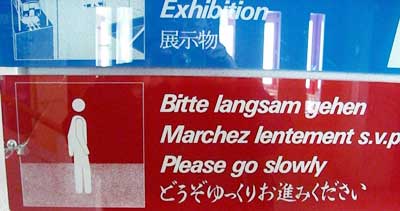 Exhibition
展示物
Bitte langsam gehen
Marchez lentement s.v.p
Please go slowly
どうぞゆっくりお進みください